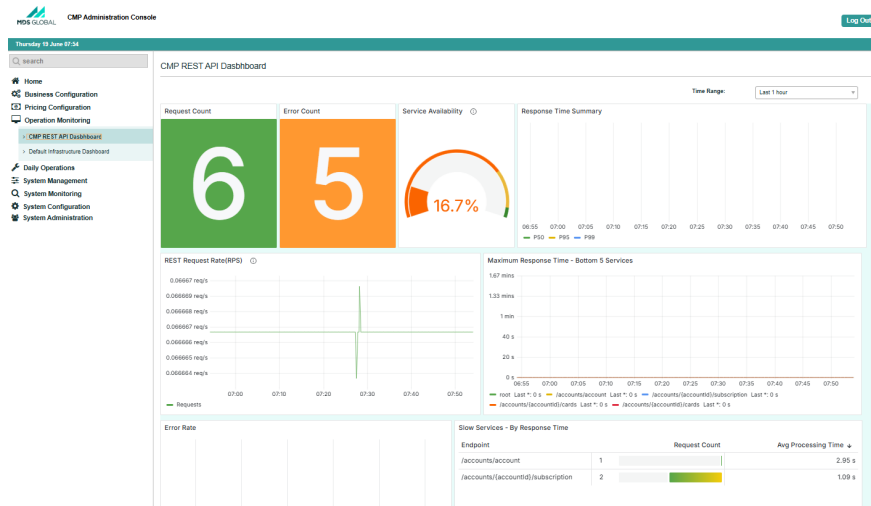 MDS GLOBAL
CMP Administration Console
Log Out
Thursday 19 June 07:54
search
CMP REST API Dasbhboard
Home
Business Configuration
Pricing Configuration
Operation Monitoring
> CMP REST API Dasbhboard
> Default Infrastructure Dashboard
Daily Operations
System Management
System Monitoring
System Configuration
System Administration
Time Range:
Last 1 hour
Request Count
6
Error Count
5
Service Availability
16.7%
Response Time Summary
06:55 07:00 07:05 07:10 07:15 07:20 07:25 07:30 07:35 07:40 07:45 07:50
P50 P95 P99
REST Request Rate(RPS)
0.06667 req/s
0.066669 req/s
0.066668 req/s
0.066667 req/s
0.066666 req/s
0.066665 req/s
0.066664 req/s
07:00 07:10 07:20 07:30 07:40 07:50
Requests
Maximum Response Time - Bottom 5 Services
1.67 mins
1.33 mins
1 min
40 s
20 s
0 s
06:55 07:00 07:05 07:10 07:15 07:20 07:25 07:30 07:35 07:40 07:45 07:50
root Last *: 0 s /accounts/account Last *: 0 s /accounts/{accountId}/subscription Last *: 0 s
/accounts/{accountId}/cards Last *: 0 s /accounts/{accountId}/cards Last *: 0 s
Error Rate
Slow Services - By Response Time
Endpoint Request Count Avg Processing Time ↓
/accounts/account 1 2.95 s
/accounts/{accountId}/subscription 2 1.09 s